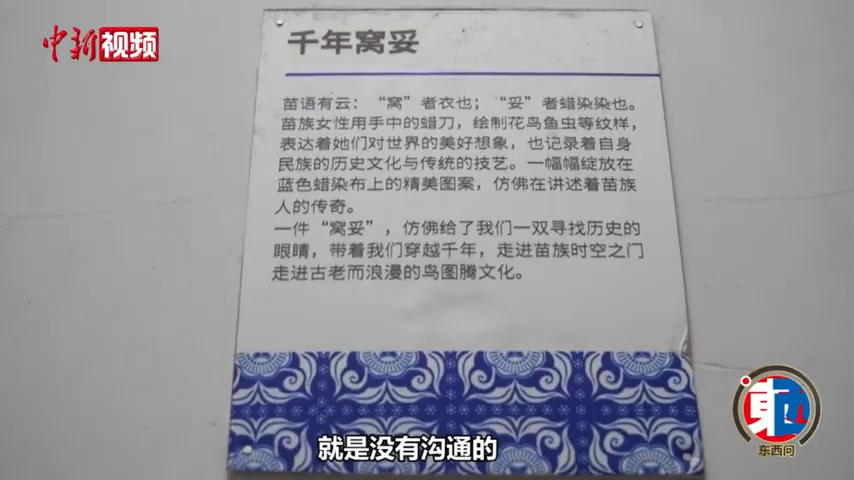 中新视频
千年窝妥
苗语有云：“窝”者衣也；“妥”者蜡染染也。
苗族女性用手中的蜡刀，绘制花鸟鱼虫等纹样，
表达着她们对世界的美好想象，也记录着自身
民族的历史文化与传统的技艺。一幅幅绽放在
蓝色蜡染布上的精美图案，仿佛在讲述着苗族
人的传奇。
一件“窝妥”，仿佛给了我们一双寻找历史的
眼睛，带着我们穿越千年，走进苗族时空之门
走进古老而浪漫的鸟图腾文化。
就是没有沟通的
东西问